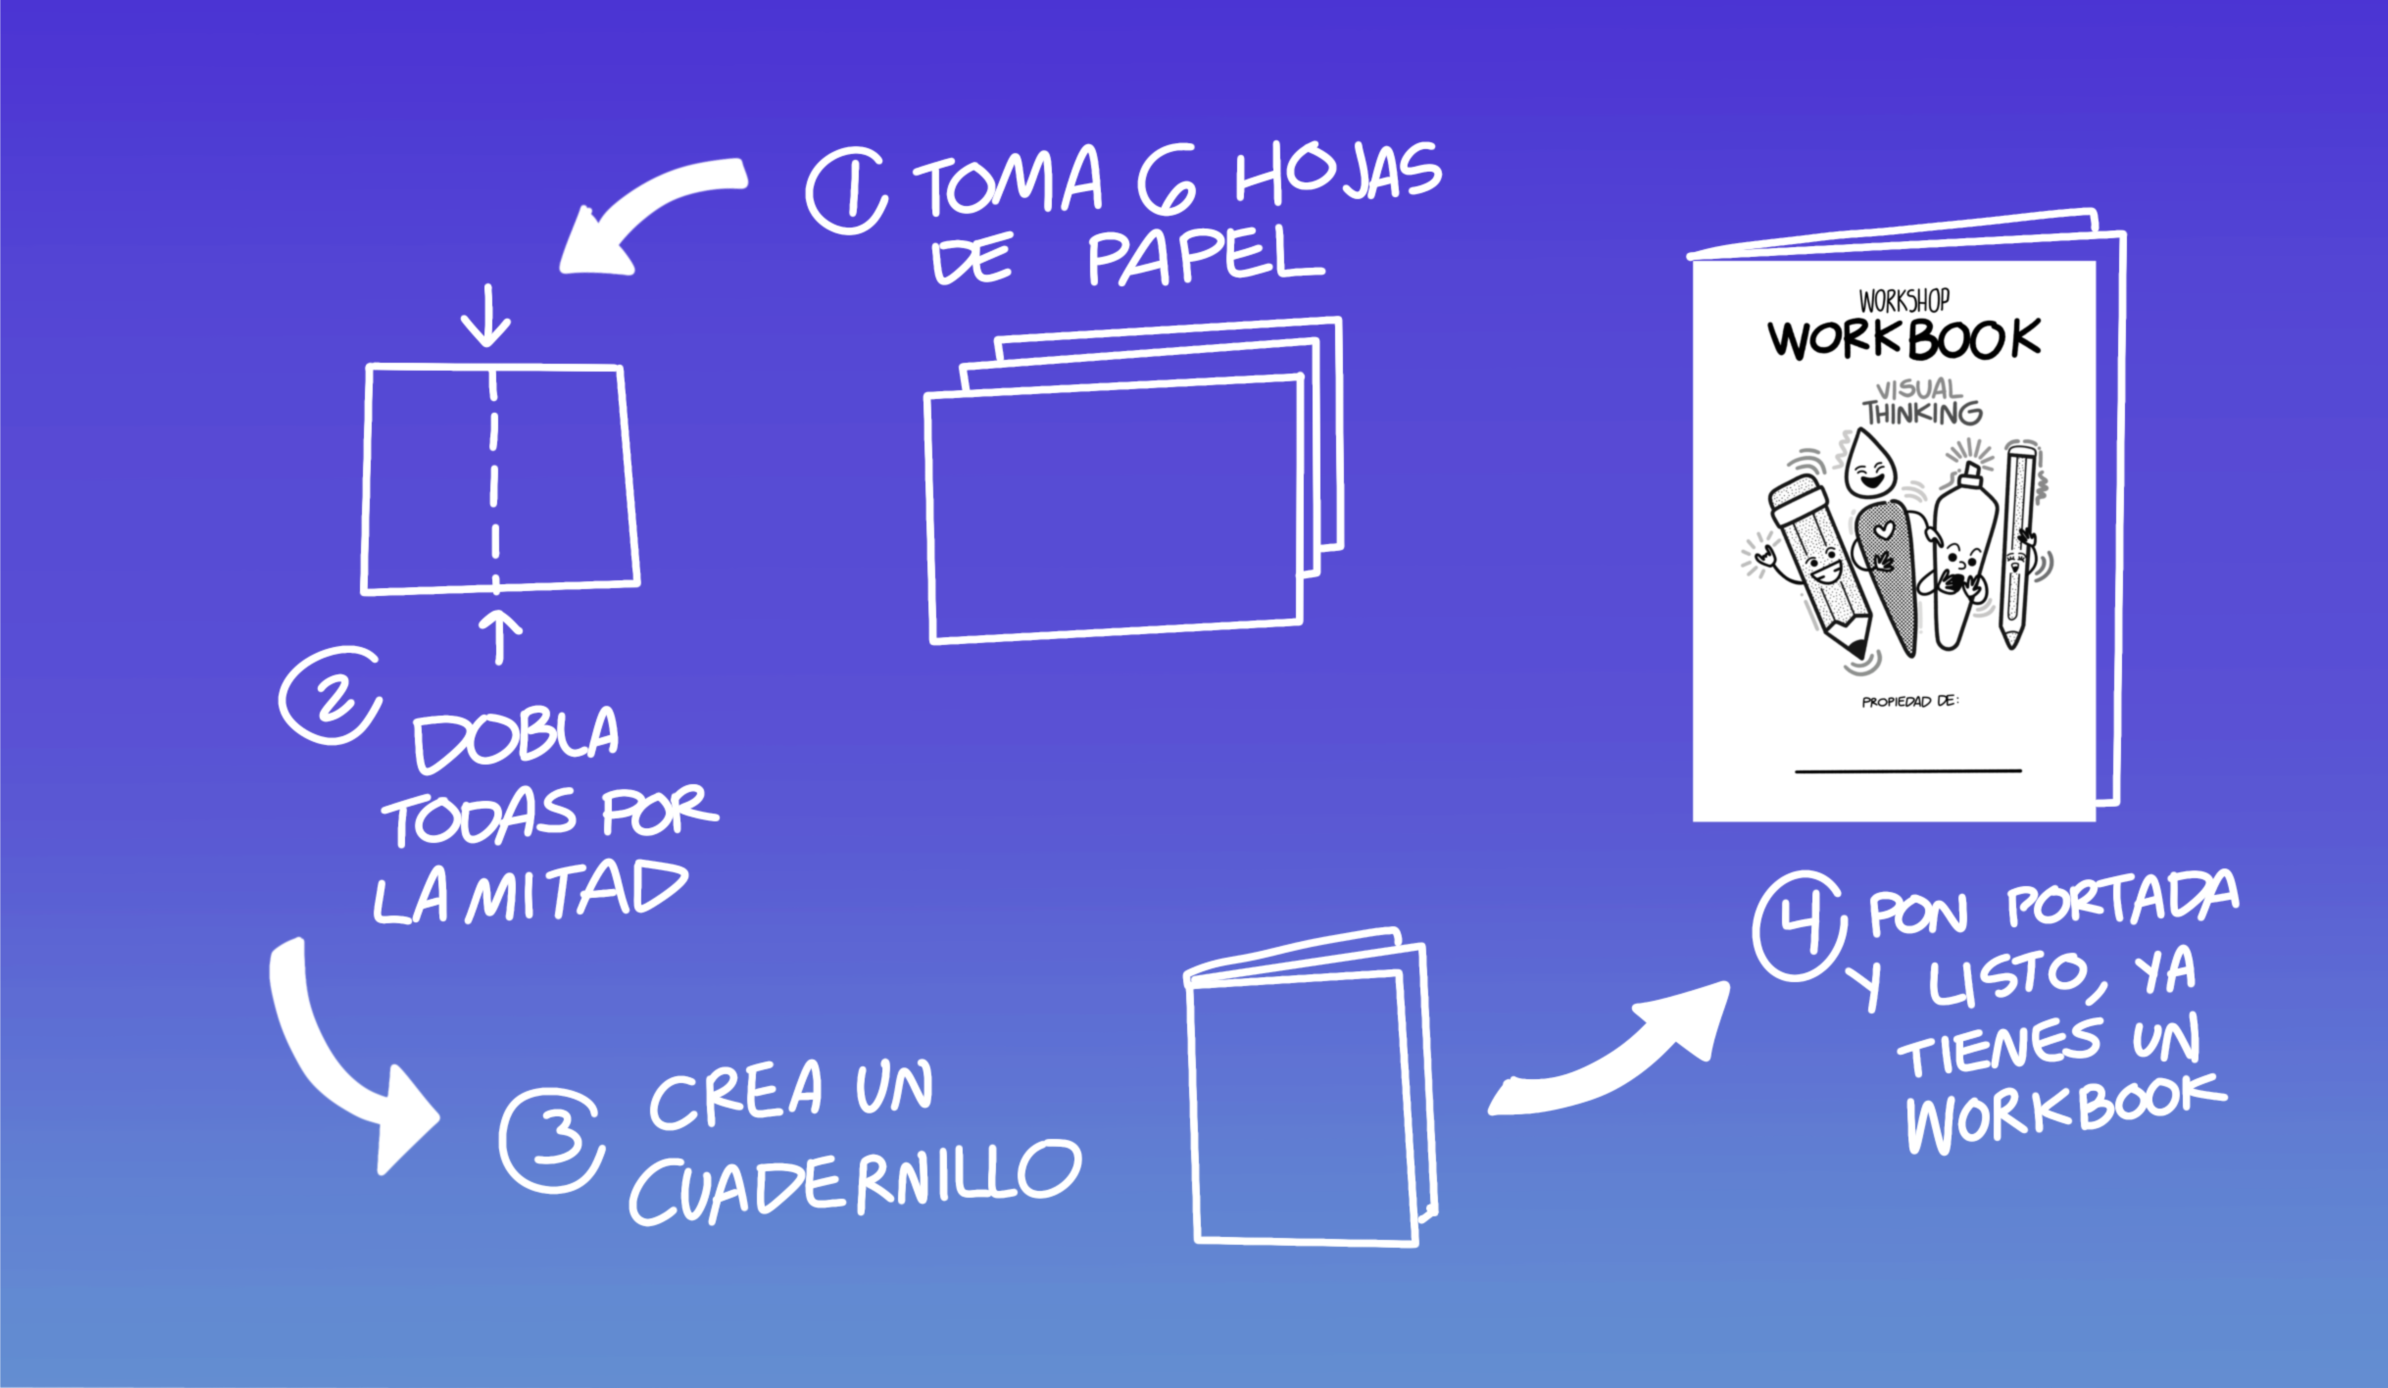 1 TOMA 6 HOJAS
DE PAPEL
2
DOBLA
TODAS POR
LA MITAD
3 CREA UN
CUADERNILLO
WORKSHOP
WORKBOOK
VISUAL
THINKING
PROPIEDAD DE:
4 PON PORTADA
Y LISTO, YA
TIENES UN
WORKBOOK